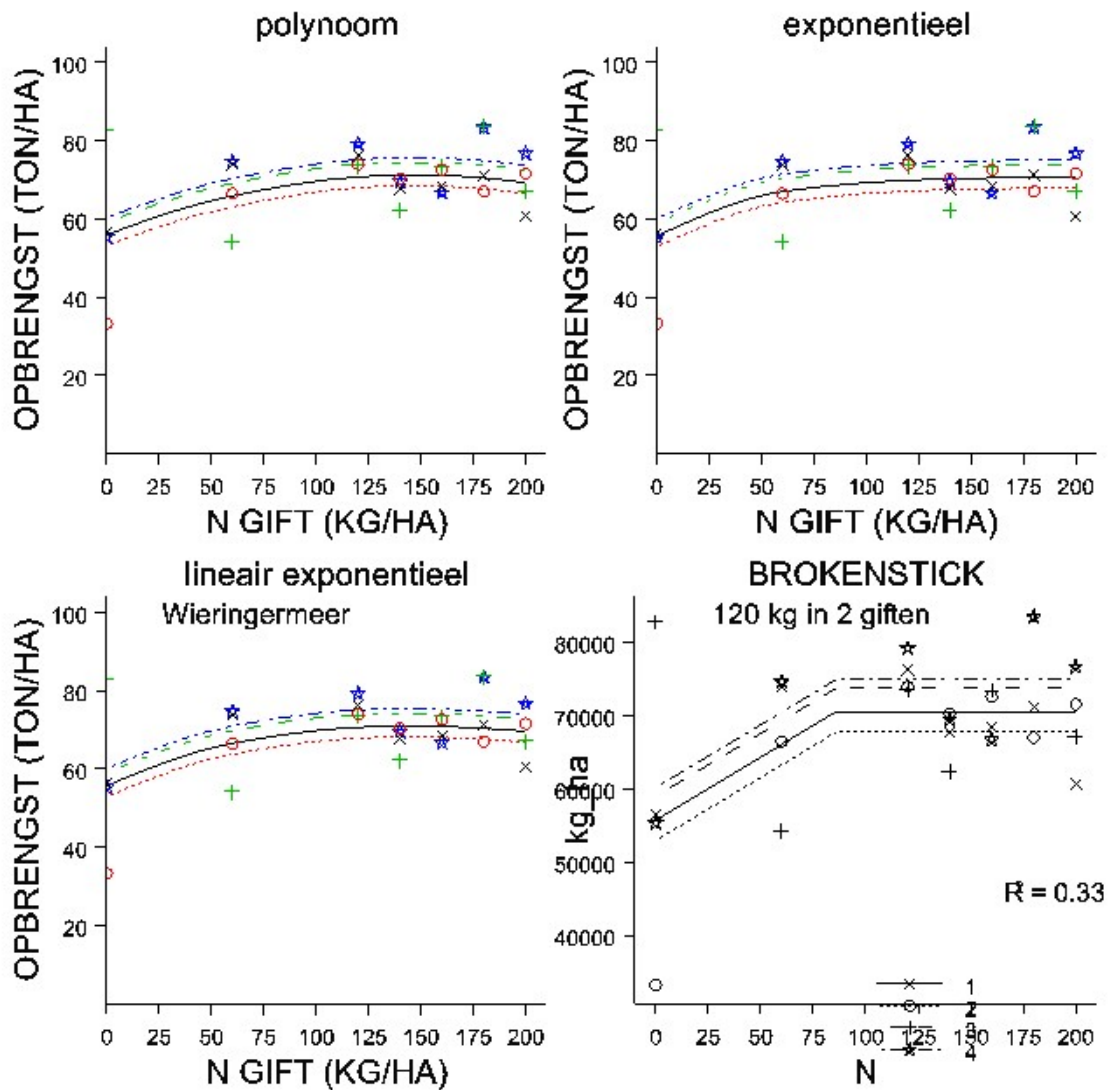 polynoom
OPBRENGST (TON/HA)
100
80
60
40
20
0 25 50 75 100 125 150 175 200
N GIFT (KG/HA)
exponentieel
OPBRENGST (TON/HA)
100
80
60
40
20
0 25 50 75 100 125 150 175 200
N GIFT (KG/HA)
lineair exponentieel
Wieringermeer
OPBRENGST (TON/HA)
100
80
60
40
20
0 25 50 75 100 125 150 175 200
N GIFT (KG/HA)
BROKENSTICK
120 kg in 2 giften
kg_ha
80000
70000
60000
50000
40000
R² = 0.33
1
2
3
4
0 25 50 75 100 125 150 175 200
N